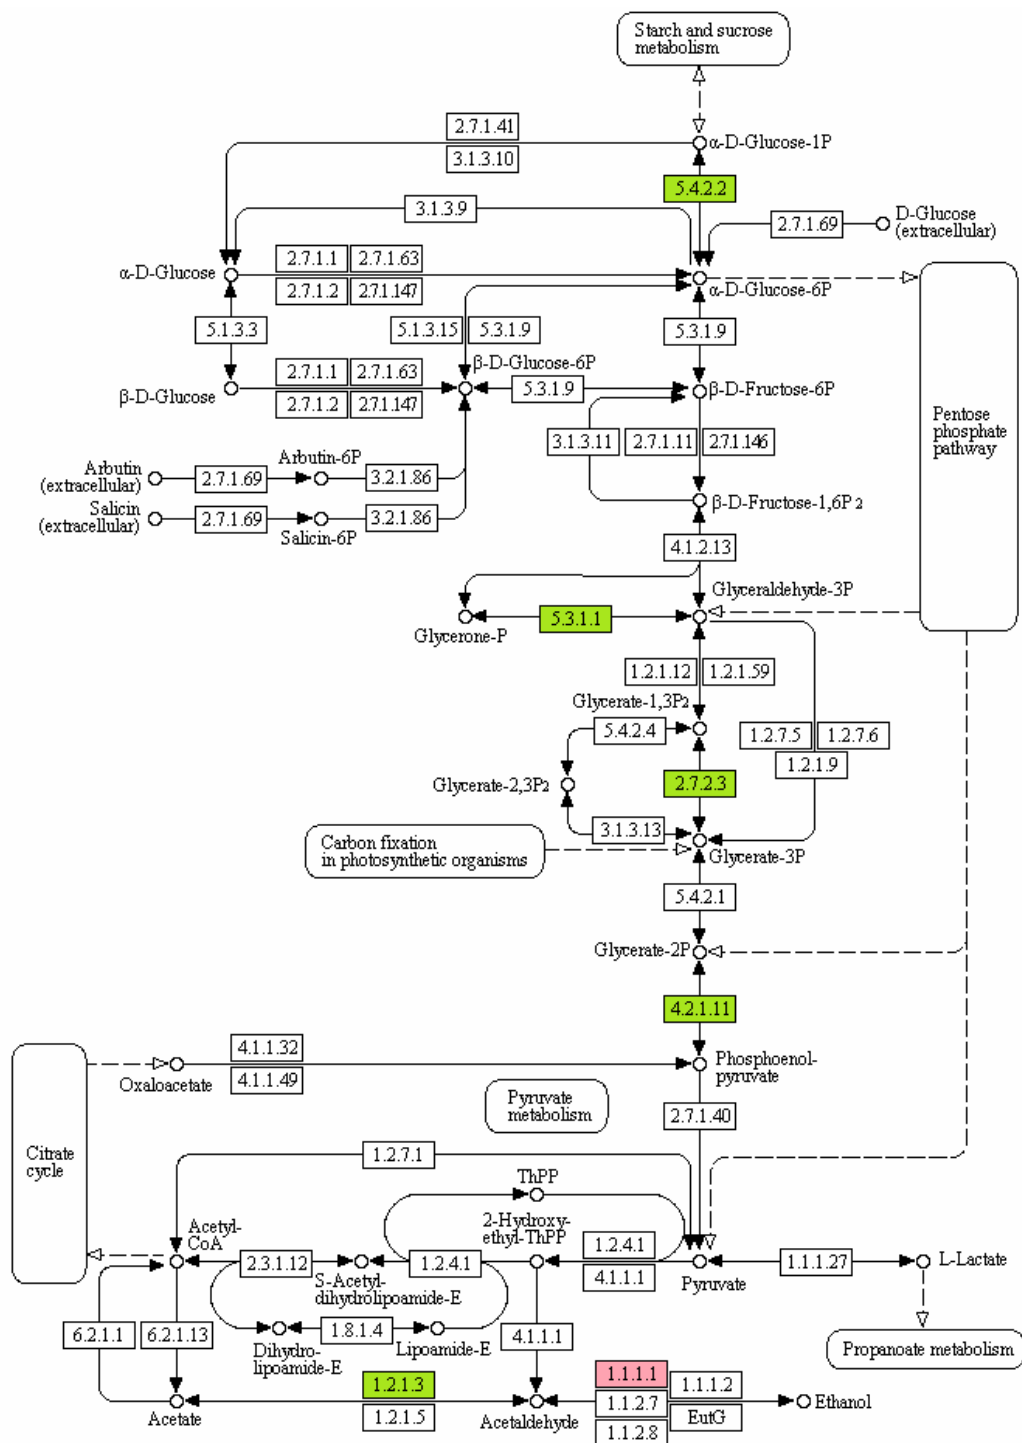 Starch and sucrose
metabolism
2.7.1.41
α-D-Glucose-1P
3.1.3.10
5.4.2.2
3.1.3.9
2.7.1.69
D-Glucose
(extracellular)
2.7.1.1
2.7.1.63
α-D-Glucose
α-D-Glucose-6P
2.7.1.2
2.7.1.147
5.1.3.3
5.1.3.15
5.3.1.9
5.3.1.9
β-D-Glucose-6P
2.7.1.1
2.7.1.63
β-D-Glucose
5.3.1.9
β-D-Fructose-6P
2.7.1.2
2.7.1.147
Pentose
phosphate
pathway
3.1.3.11
2.7.1.11
2.7.1.146
Arbutin-6P
Arbutin
(extracellular)
2.7.1.69
3.2.1.86
β-D-Fructose-1,6P2
Salicin
(extracellular)
2.7.1.69
3.2.1.86
Salicin-6P
4.1.2.13
Glyceraldehyde-3P
5.3.1.1
Glycerone-P
1.2.1.12
1.2.1.59
Glycerate-1,3P2
5.4.2.4
1.2.7.5
1.2.7.6
1.2.1.9
Glycerate-2,3P2
2.7.2.3
3.1.3.13
Carbon fixation
in photosynthetic organisms
Glycerate-3P
5.4.2.1
Glycerate-2P
4.2.1.11
4.1.1.32
Oxaloacetate
4.1.1.49
Phosphoenol-
pyruvate
Pyruvate
metabolism
2.7.1.40
Citrate
cycle
1.2.7.1
ThPP
Acetyl-
CoA
2-Hydroxy-
ethyl-ThPP
1.2.4.1
2.3.1.12
1.2.4.1
4.1.1.1
Pyruvate
1.1.1.27
L-Lactate
S-Acetyl-
dihydrolipoamide-E
6.2.1.1
6.2.1.13
1.8.1.4
4.1.1.1
Dihydro-
lipoamide-E
Lipoamide-E
Propanoate metabolism
1.2.1.3
1.1.1.1
1.1.1.2
Acetate
1.2.1.5
Acetaldehyde
1.1.2.7
EutG
Ethanol
1.1.2.8